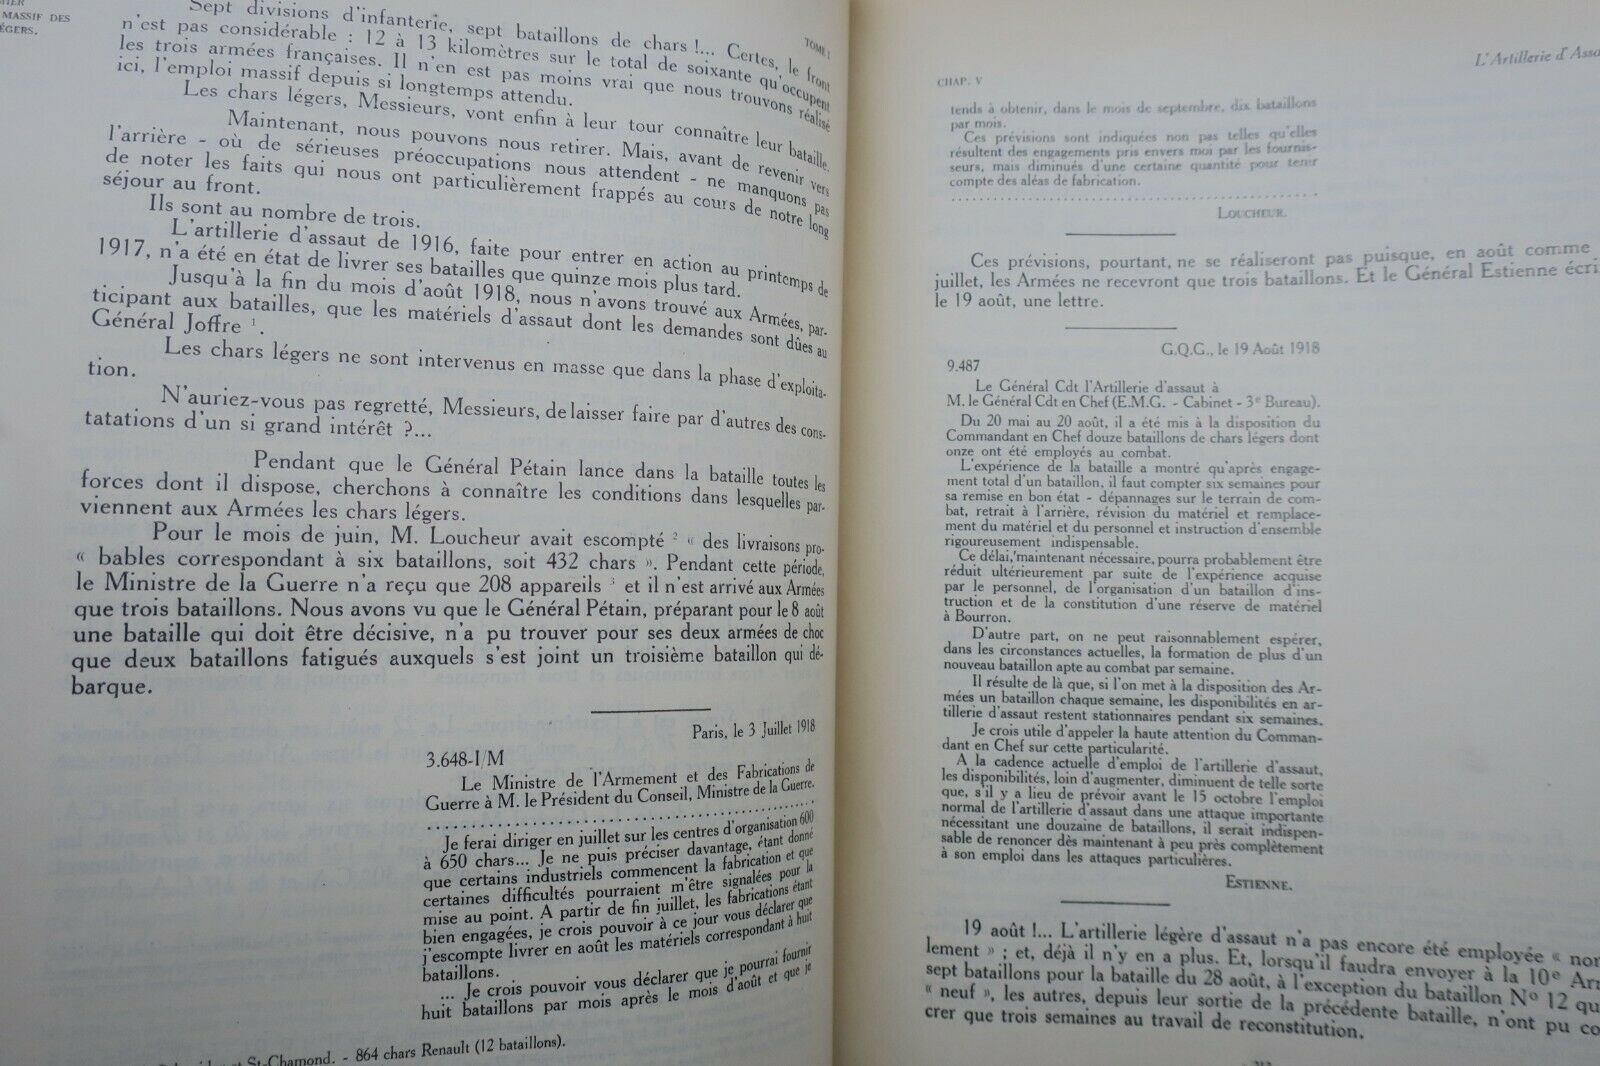 MASSIF DES
TOME I
Sept divisions d'infanterie, sept bataillons de chars !... Certes, le front
n'est pas considérable : 12 à 13 kilomètres sur le total de soixante qu'occupent
les trois armées françaises. Il n'en est pas moins vrai que nous trouvons réalisé
ici, l'emploi massif depuis si longtemps attendu.
Les chars légers, Messieurs, vont enfin à leur tour connaître leur bataille.
Maintenant, nous pouvons nous retirer. Mais, avant de revenir vers
l'arrière - où de sérieuses préoccupations nous attendent - ne manquons pas
de noter les faits qui nous ont particulièrement frappés au cours de notre long
séjour au front.
Ils sont au nombre de trois.
L'artillerie d'assaut de 1916, faite pour entrer en action au printemps de
1917, n'a été en état de livrer ses batailles que quinze mois plus tard.
Jusqu'à la fin du mois d'août 1918, nous n'avons trouvé aux Armées, par-
ticipant aux batailles, que les matériels d'assaut dont les demandes sont dûes au
Général Joffre 1.
Les chars légers ne sont intervenus en masse que dans la phase d'exploita-
tion.
N'auriez-vous pas regretté, Messieurs, de laisser faire par d'autres des cons-
tatations d'un si grand intérêt ?...
Pendant que le Général Pétain lance dans la bataille toutes les
forces dont il dispose, cherchons à connaître les conditions dans lesquelles par-
viennent aux Armées les chars légers.
Pour le mois de juin, M. Loucheur avait escompté 2 « des livraisons pro-
« bables correspondant à six bataillons, soit 432 chars ». Pendant cette période,
le Ministre de la Guerre n'a reçu que 208 appareils 3 et il n'est arrivé aux Armées
que trois bataillons. Nous avons vu que le Général Pétain, préparant pour le 8 août
une bataille qui doit être décisive, n'a pu trouver pour ses deux armées de choc
que deux bataillons fatigués auxquels s'est joint un troisième bataillon qui dé-
barque.
Paris, le 3 Juillet 1918
3.648-I/M
Le Ministre de l'Armement et des Fabrications de
Guerre à M. le Président du Conseil, Ministre de la Guerre.
Je ferai diriger en juillet sur les centres d'organisation 600
à 650 chars... Je ne puis préciser davantage, étant donné
que certains industriels commencent la fabrication et que
certaines difficultés pourraient m'être signalées pour la
mise au point. A partir de fin juillet, les fabrications étant
bien engagées, je crois pouvoir à ce jour vous déclarer que
j'escompte livrer en août les matériels correspondant à huit
bataillons.
... Je crois pouvoir vous déclarer que je pourrai fournir
huit bataillons par mois après le mois d'août et que je
St-Chamond. - 864 chars Renault (12 bataillons).
L'Artillerie
CHAP. V
tends à obtenir, dans le mois de septembre, dix bataillons
par mois.
Ces prévisions sont indiquées non pas telles qu'elles
résultent des engagements pris envers moi par les fournis-
seurs, mais diminués d'une certaine quantité pour tenir
compte des aléas de fabrication.
LOUCHEUR.
Ces prévisions, pourtant, ne se réaliseront pas puisque, en août comme
juillet, les Armées ne recevront que trois bataillons. Et le Général Estienne écri
le 19 août, une lettre.
G.Q.G., le 19 Août 1918
9.487
Le Général Cdt l'Artillerie d'assaut à
M. le Général Cdt en Chef (E.M.G. - Cabinet - 3e Bureau).
Du 20 mai au 20 août, il a été mis à la disposition du
Commandant en Chef douze bataillons de chars légers dont
onze ont été employés au combat.
L'expérience de la bataille a montré qu'après engage-
ment total d'un bataillon, il faut compter six semaines pour
sa remise en bon état - dépannages sur le terrain de com-
bat, retrait à l'arrière, révision du matériel et remplace-
ment du matériel et du personnel et instruction d'ensemble
rigoureusement indispensable.
Ce délai, maintenant nécessaire, pourra probablement être
réduit ultérieurement par suite de l'expérience acquise
par le personnel, de l'organisation d'un bataillon d'ins-
truction et de la constitution d'une réserve de matériel
à Bourron.
D'autre part, on ne peut raisonnablement espérer,
dans les circonstances actuelles, la formation de plus d'un
nouveau bataillon apte au combat par semaine.
Il résulte de là que, si l'on met à la disposition des Ar-
mées un bataillon chaque semaine, les disponibilités en ar-
tillerie d'assaut restent stationnaires pendant six semaines.
Je crois utile d'appeler la haute attention du Comman-
dant en Chef sur cette particularité.
A la cadence actuelle d'emploi de l'artillerie d'assaut,
les disponibilités, loin d'augmenter, diminuent de telle sorte
que, s'il y a lieu de prévoir avant le 15 octobre l'emploi
normal de l'artillerie d'assaut dans une attaque importante
nécessitant une douzaine de bataillons, il serait indispen-
sable de renoncer dès maintenant à peu près complètement
à son emploi dans les attaques particulières.
ESTIENNE.
19 août !... L'artillerie légère d'assaut n'a pas encore été employée « nor
lement » ; et, déjà il n'y en a plus. Et, lorsqu'il faudra envoyer à la 10e Ar
sept bataillons pour la bataille du 28 août, à l'exception du bataillon No 12 qu
« neuf », les autres, depuis leur sortie de la précédente bataille, n'ont pu co
crer que trois semaines au travail de reconstitution.